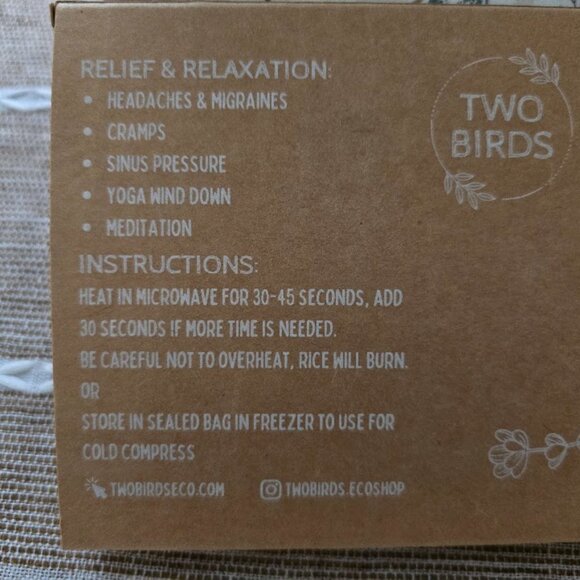 RELIEF & RELAXATION:
• HEADACHES & MIGRAINES
• CRAMPS
• SINUS PRESSURE
• YOGA WIND DOWN
• MEDITATION
TWO
BIRDS
INSTRUCTIONS:
HEAT IN MICROWAVE FOR 30-45 SECONDS, ADD
30 SECONDS IF MORE TIME IS NEEDED.
BE CAREFUL NOT TO OVERHEAT, RICE WILL BURN.
OR
STORE IN SEALED BAG IN FREEZER TO USE FOR
COLD COMPRESS
TWOBIRDSECO.COM
TWOBIRDS.ECOSHOP